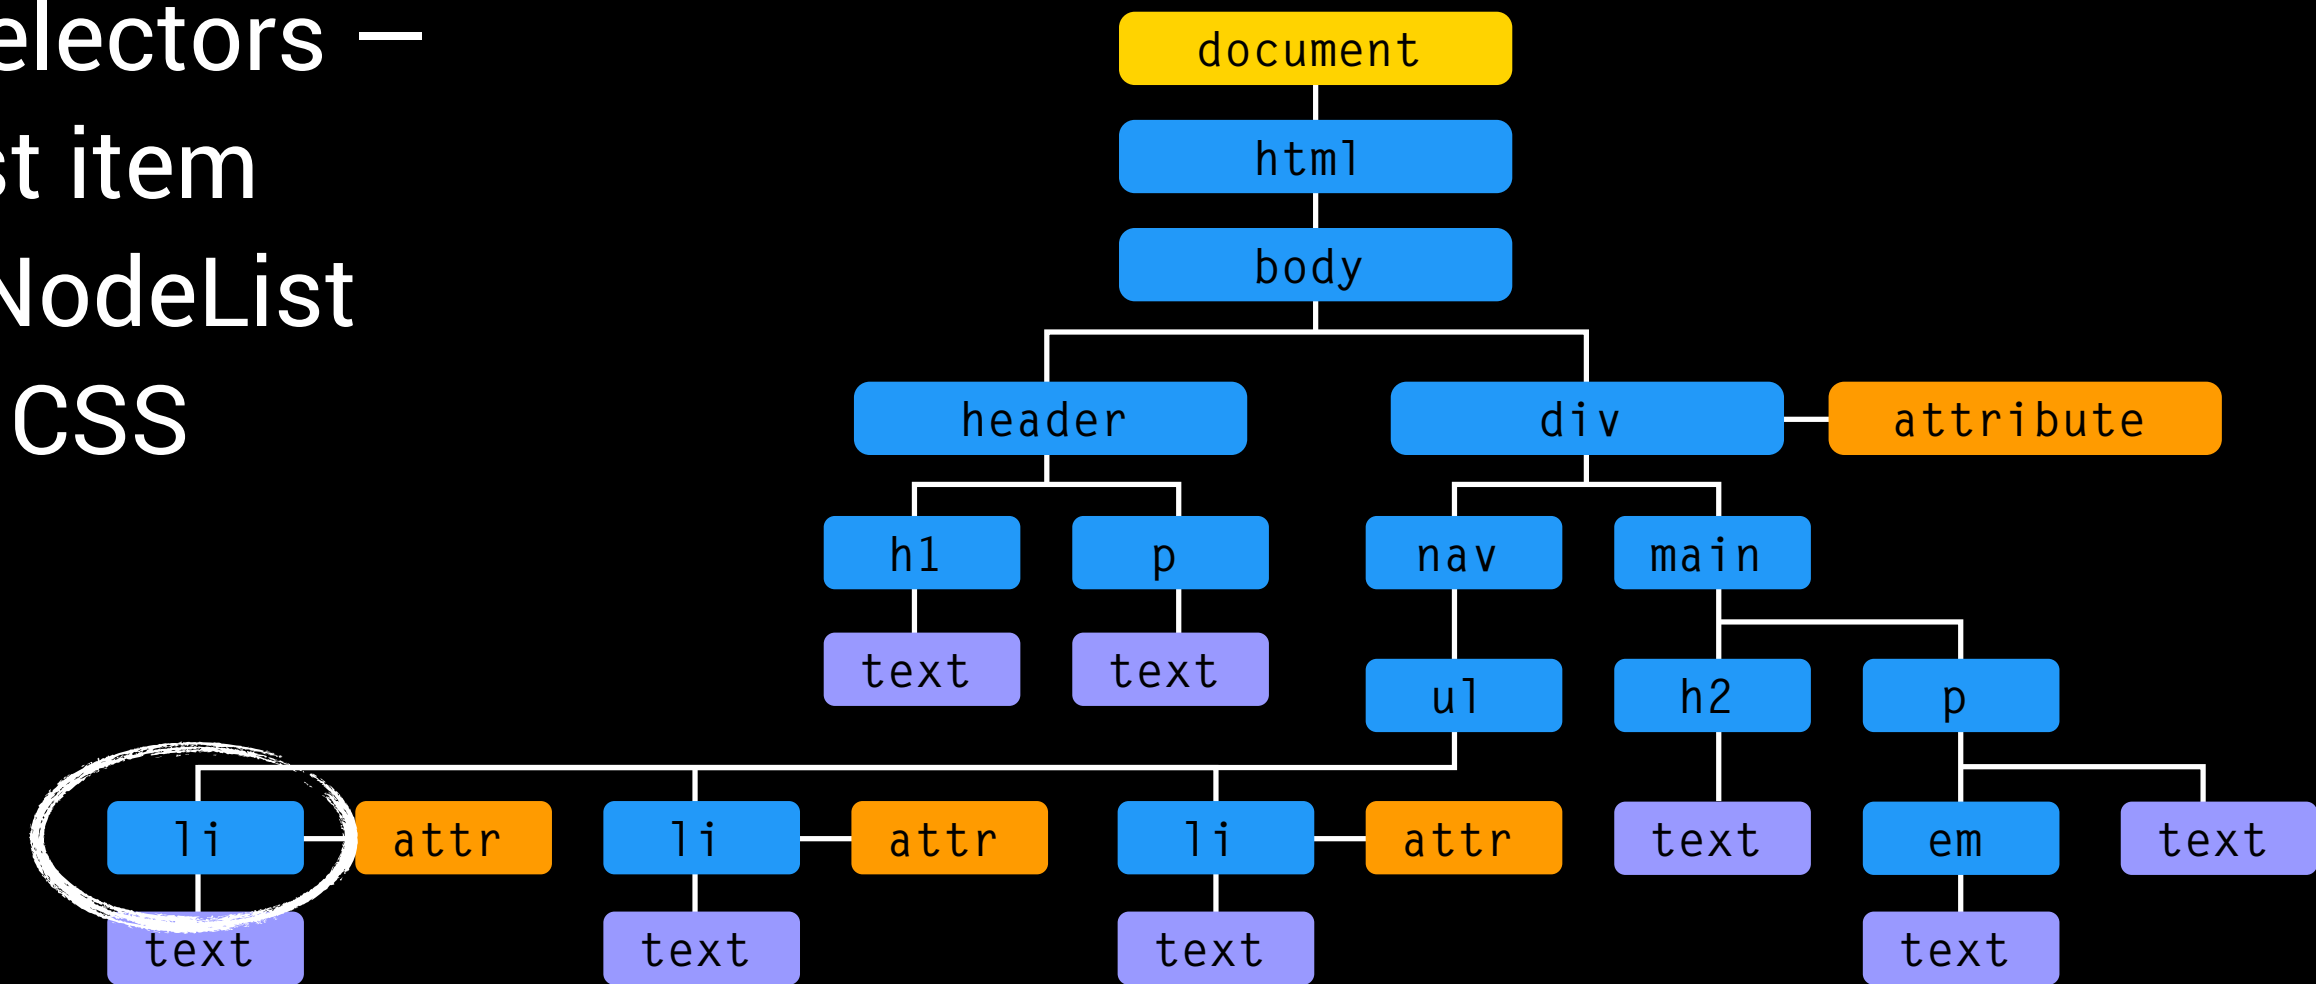 electors —
st item
NodeList
CSS
document
html
body
header
div
attribute
h1
p
nav
main
text
text
ul
h2
p
li
attr
li
attr
li
attr
text
em
text
text
text
text
text